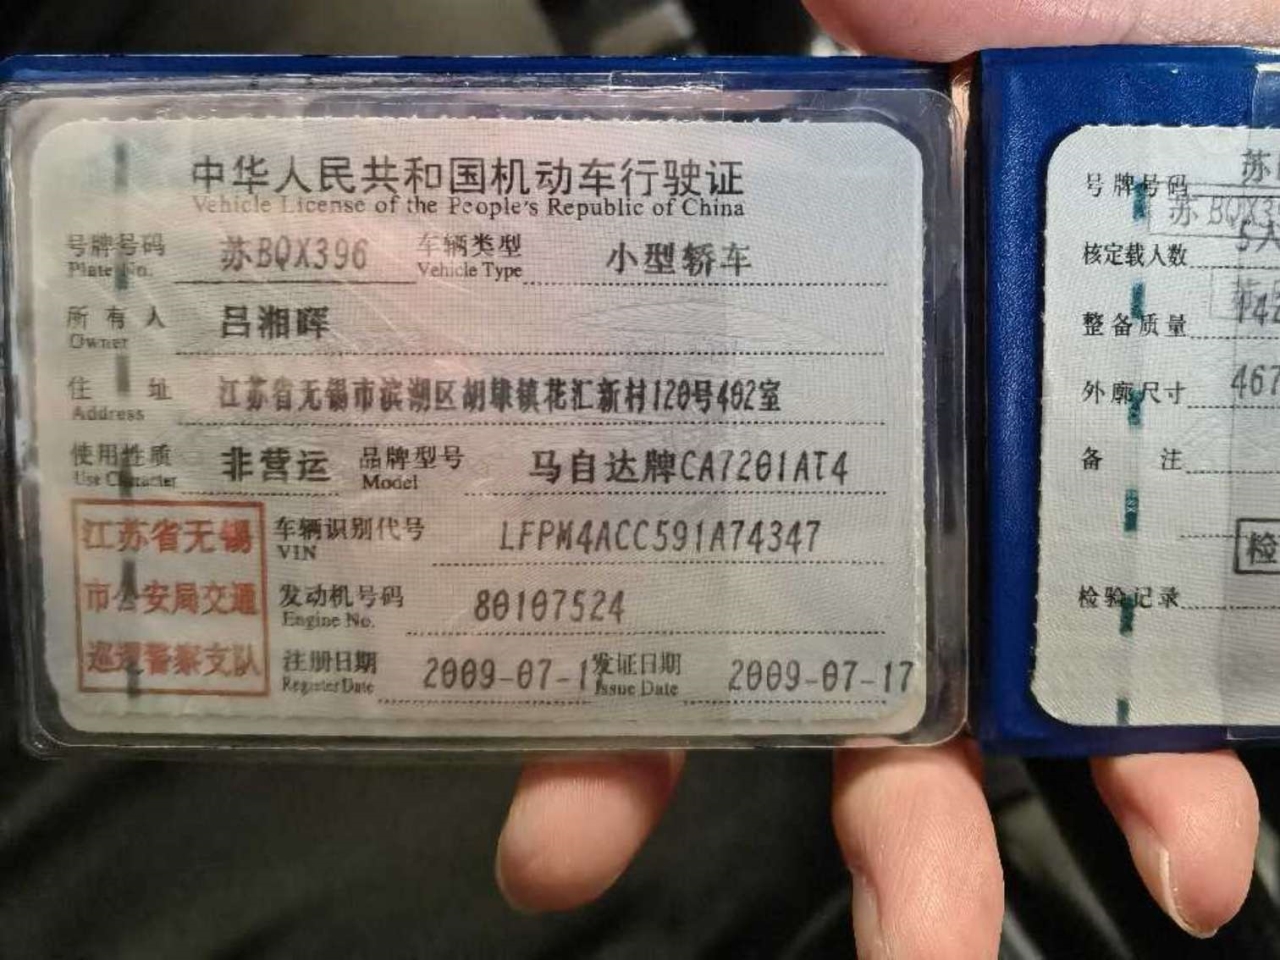 中华人民共和国机动车行驶证
Vehicle License of the People's Republic of China
号牌号码 苏BQX396 车辆类型 小型轿车
Plate No. Vehicle Type
所有人 吕湘晖
Owner
住址 江苏省无锡市滨湖区胡埭镇花汇新村120号402室
Address
使用性质 非营运 品牌型号 马自达牌CA7201AT4
Use Character Model
江苏省无锡
市公安局交通
巡逻警察支队
车辆识别代号 LFPM4ACC591A74347
VIN
发动机号码 80107524
Engine No.
注册日期 2009-07-1 发证日期 2009-07-17
Register Date Issue Date
号牌号码 苏
苏BQX3
核定载人数 5人
整备质量 142
外廓尺寸 467
备注
检
检验记录